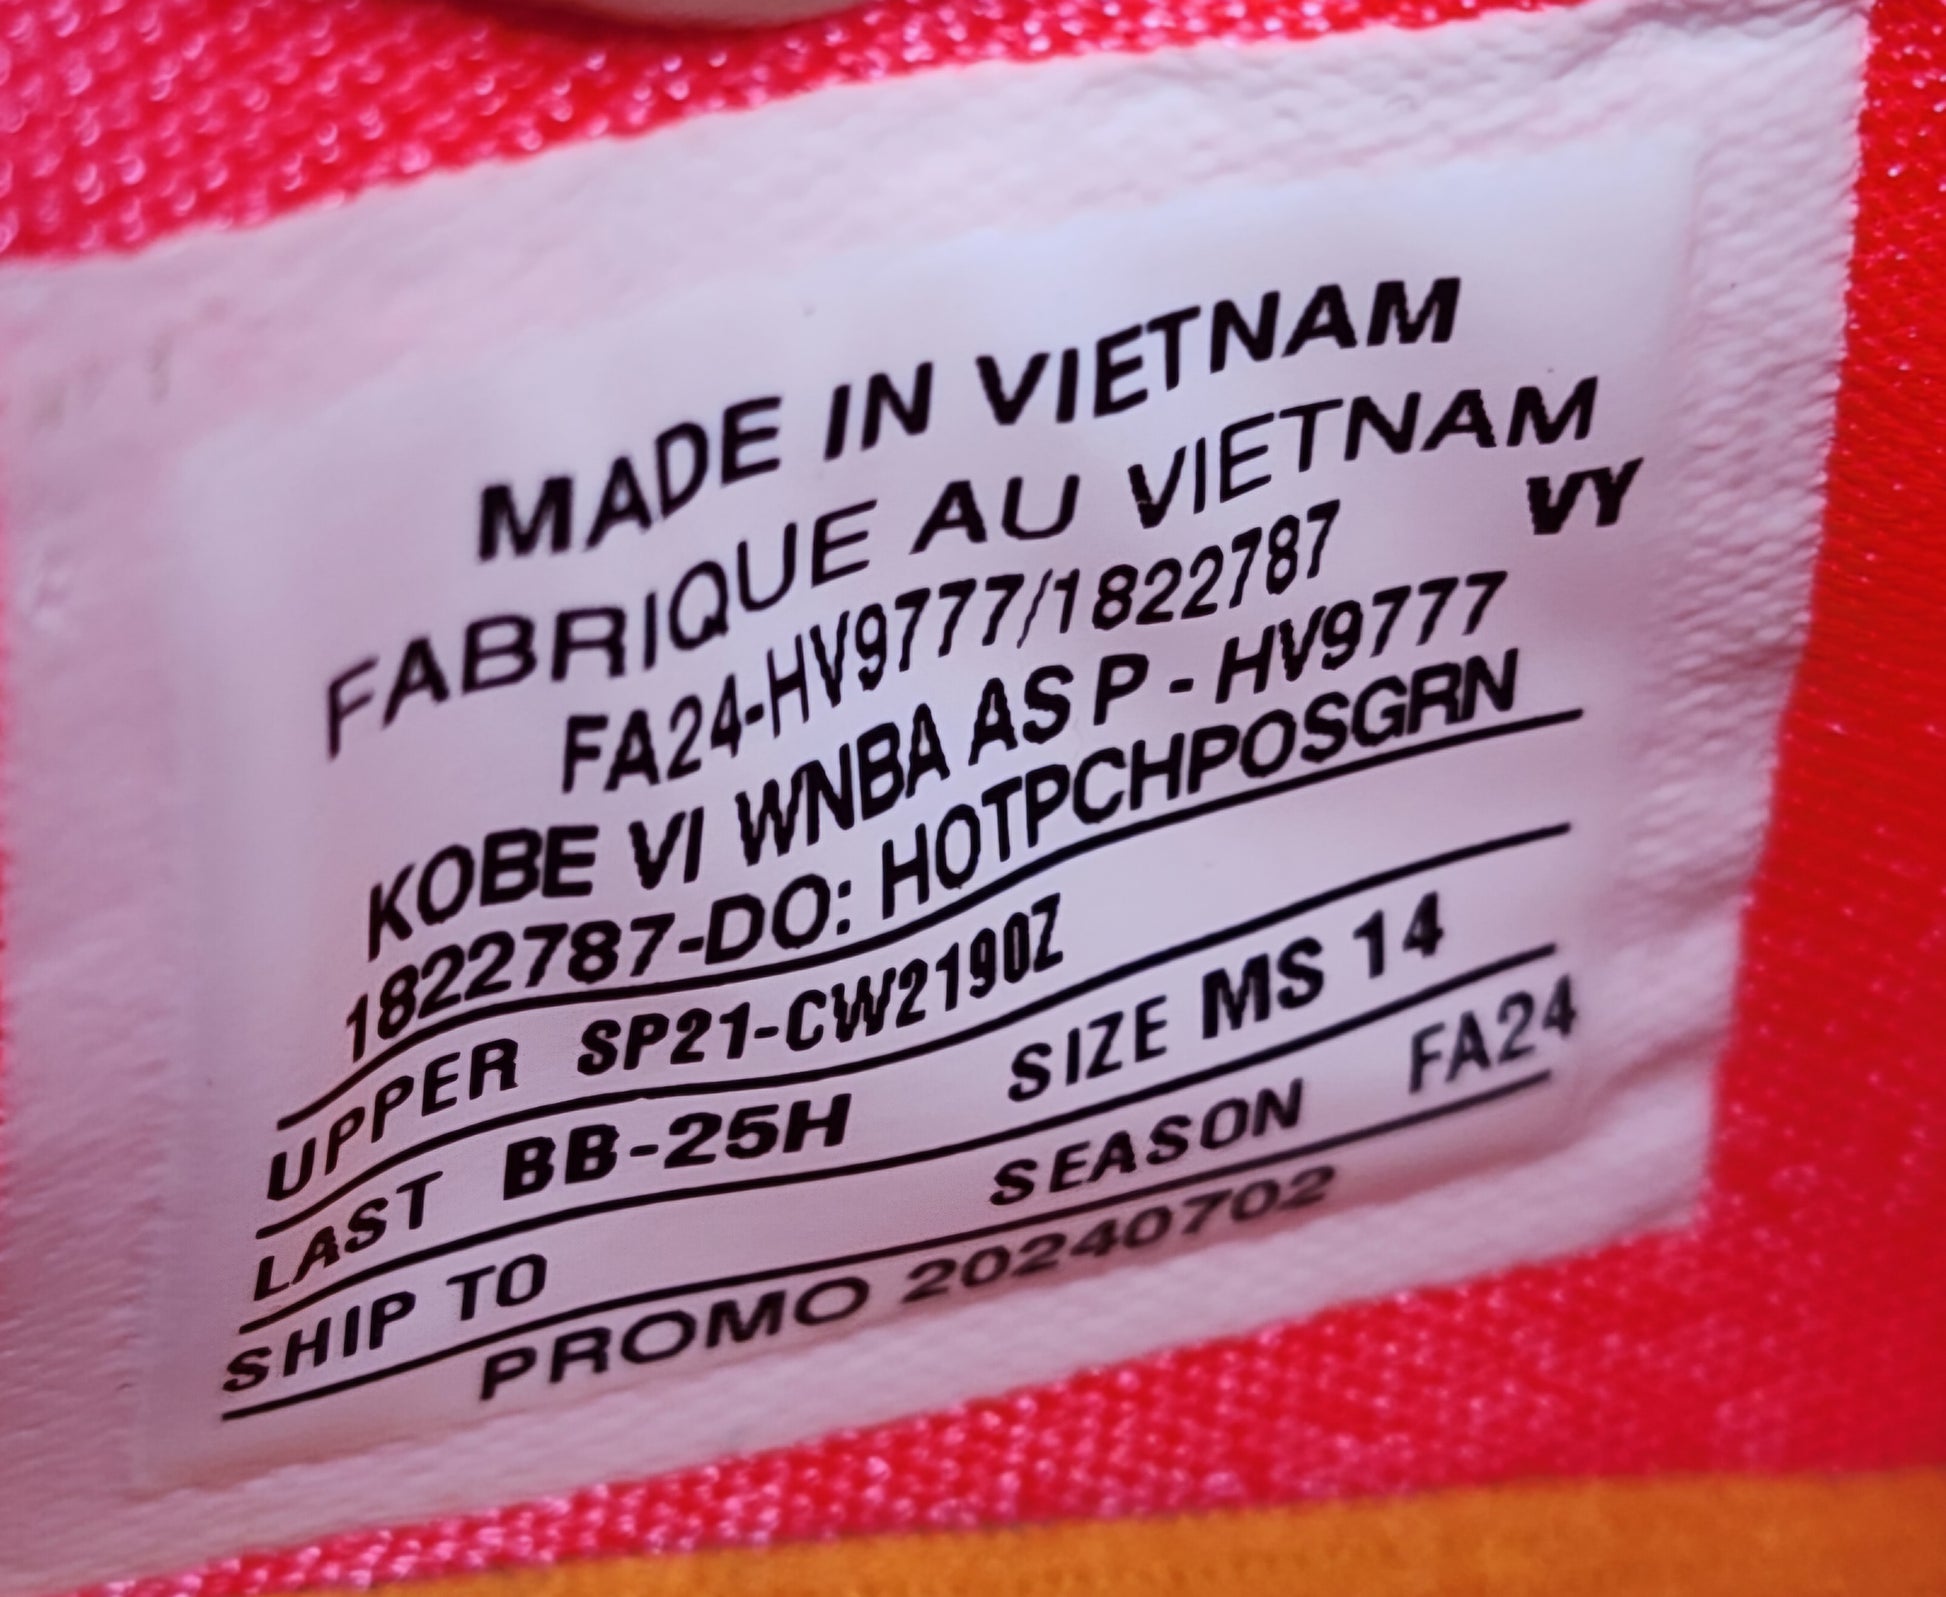 MADE IN VIETNAM
FABRIQUE AU VIETNAM
VY
FA24-HV9777/1822787
KOBE VI WNBA AS P - HV9777
1822787-DO: HOTPCHPOSGRN
UPPER SP21-CW2190Z
LAST BB-25H SIZE MS 14
SHIP TO SEASON FA24
PROMO 20240702